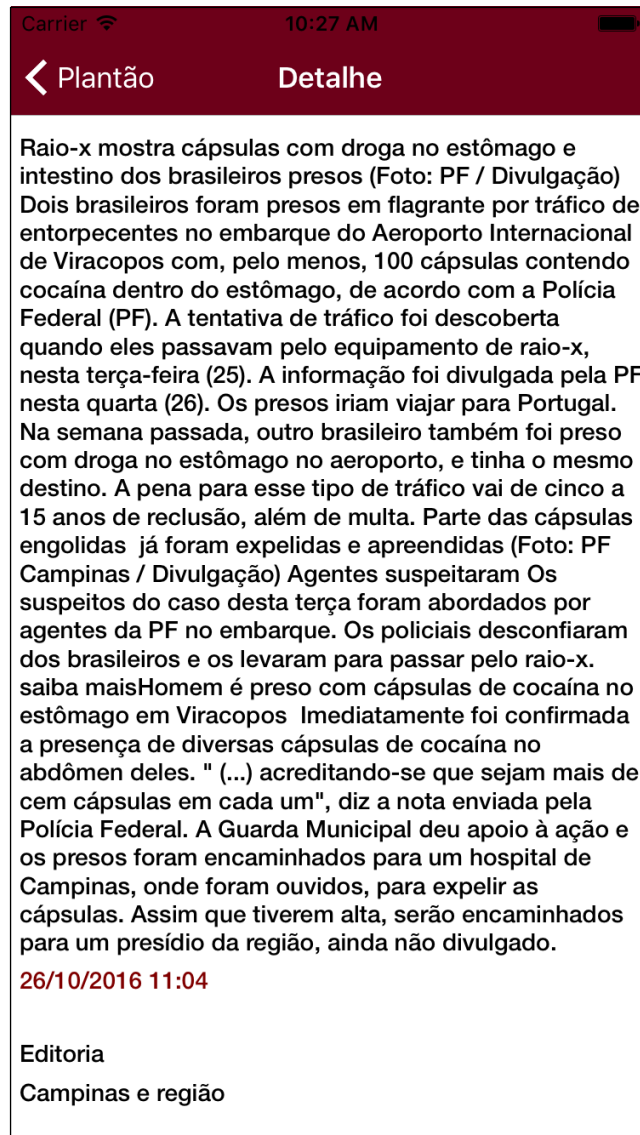 Carrier 10:27 AM
Plantão Detalhe
Raio-x mostra cápsulas com droga no estômago e
intestino dos brasileiros presos (Foto: PF / Divulgação)
Dois brasileiros foram presos em flagrante por tráfico de
entorpecentes no embarque do Aeroporto Internacional
de Viracopos com, pelo menos, 100 cápsulas contendo
cocaína dentro do estômago, de acordo com a Polícia
Federal (PF). A tentativa de tráfico foi descoberta
quando eles passavam pelo equipamento de raio-x,
nesta terça-feira (25). A informação foi divulgada pela PF
nesta quarta (26). Os presos iriam viajar para Portugal.
Na semana passada, outro brasileiro também foi preso
com droga no estômago no aeroporto, e tinha o mesmo
destino. A pena para esse tipo de tráfico vai de cinco a
15 anos de reclusão, além de multa. Parte das cápsulas
engolidas  já foram expelidas e apreendidas (Foto: PF
Campinas / Divulgação) Agentes suspeitaram Os
suspeitos do caso desta terça foram abordados por
agentes da PF no embarque. Os policiais desconfiaram
dos brasileiros e os levaram para passar pelo raio-x.
saiba maisHomem é preso com cápsulas de cocaína no
estômago em Viracopos  Imediatamente foi confirmada
a presença de diversas cápsulas de cocaína no
abdômen deles. " (...) acreditando-se que sejam mais de
cem cápsulas em cada um", diz a nota enviada pela
Polícia Federal. A Guarda Municipal deu apoio à ação e
os presos foram encaminhados para um hospital de
Campinas, onde foram ouvidos, para expelir as
cápsulas. Assim que tiverem alta, serão encaminhados
para um presídio da região, ainda não divulgado.
26/10/2016 11:04
Editoria
Campinas e região